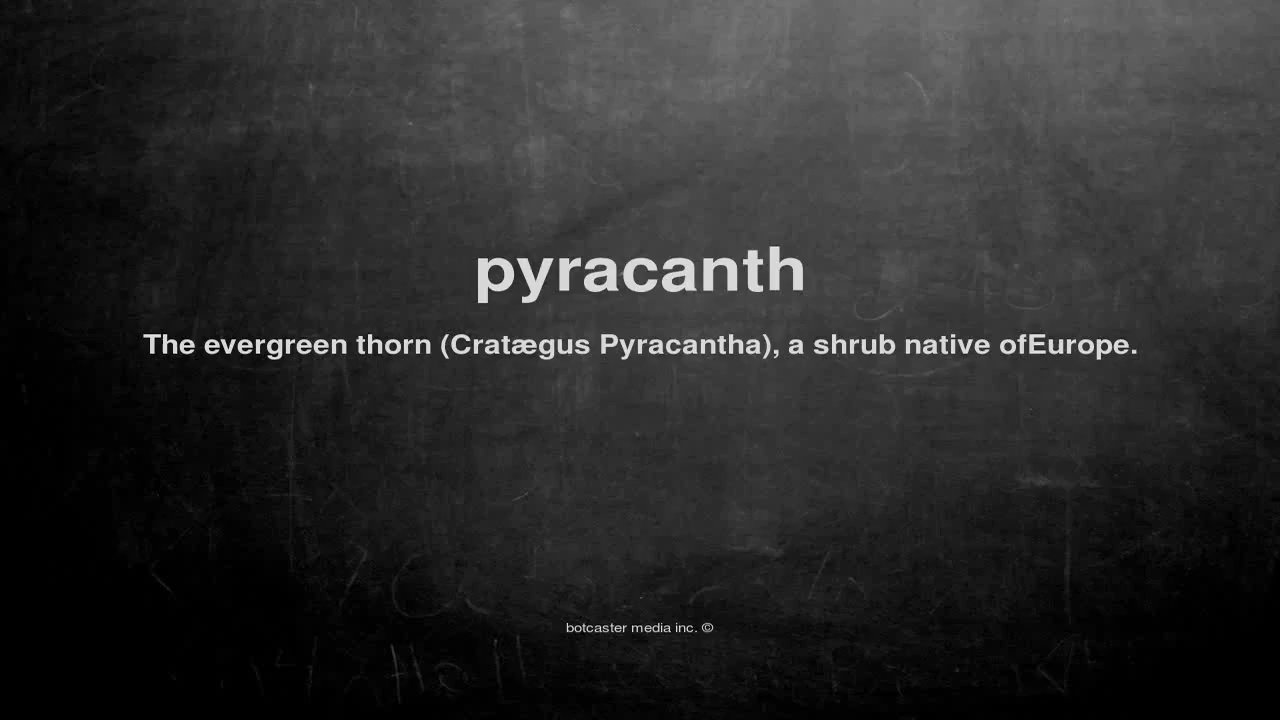 pyracanth
The evergreen thorn (Cratægus Pyracantha), a shrub native ofEurope.
botcaster media inc. ©